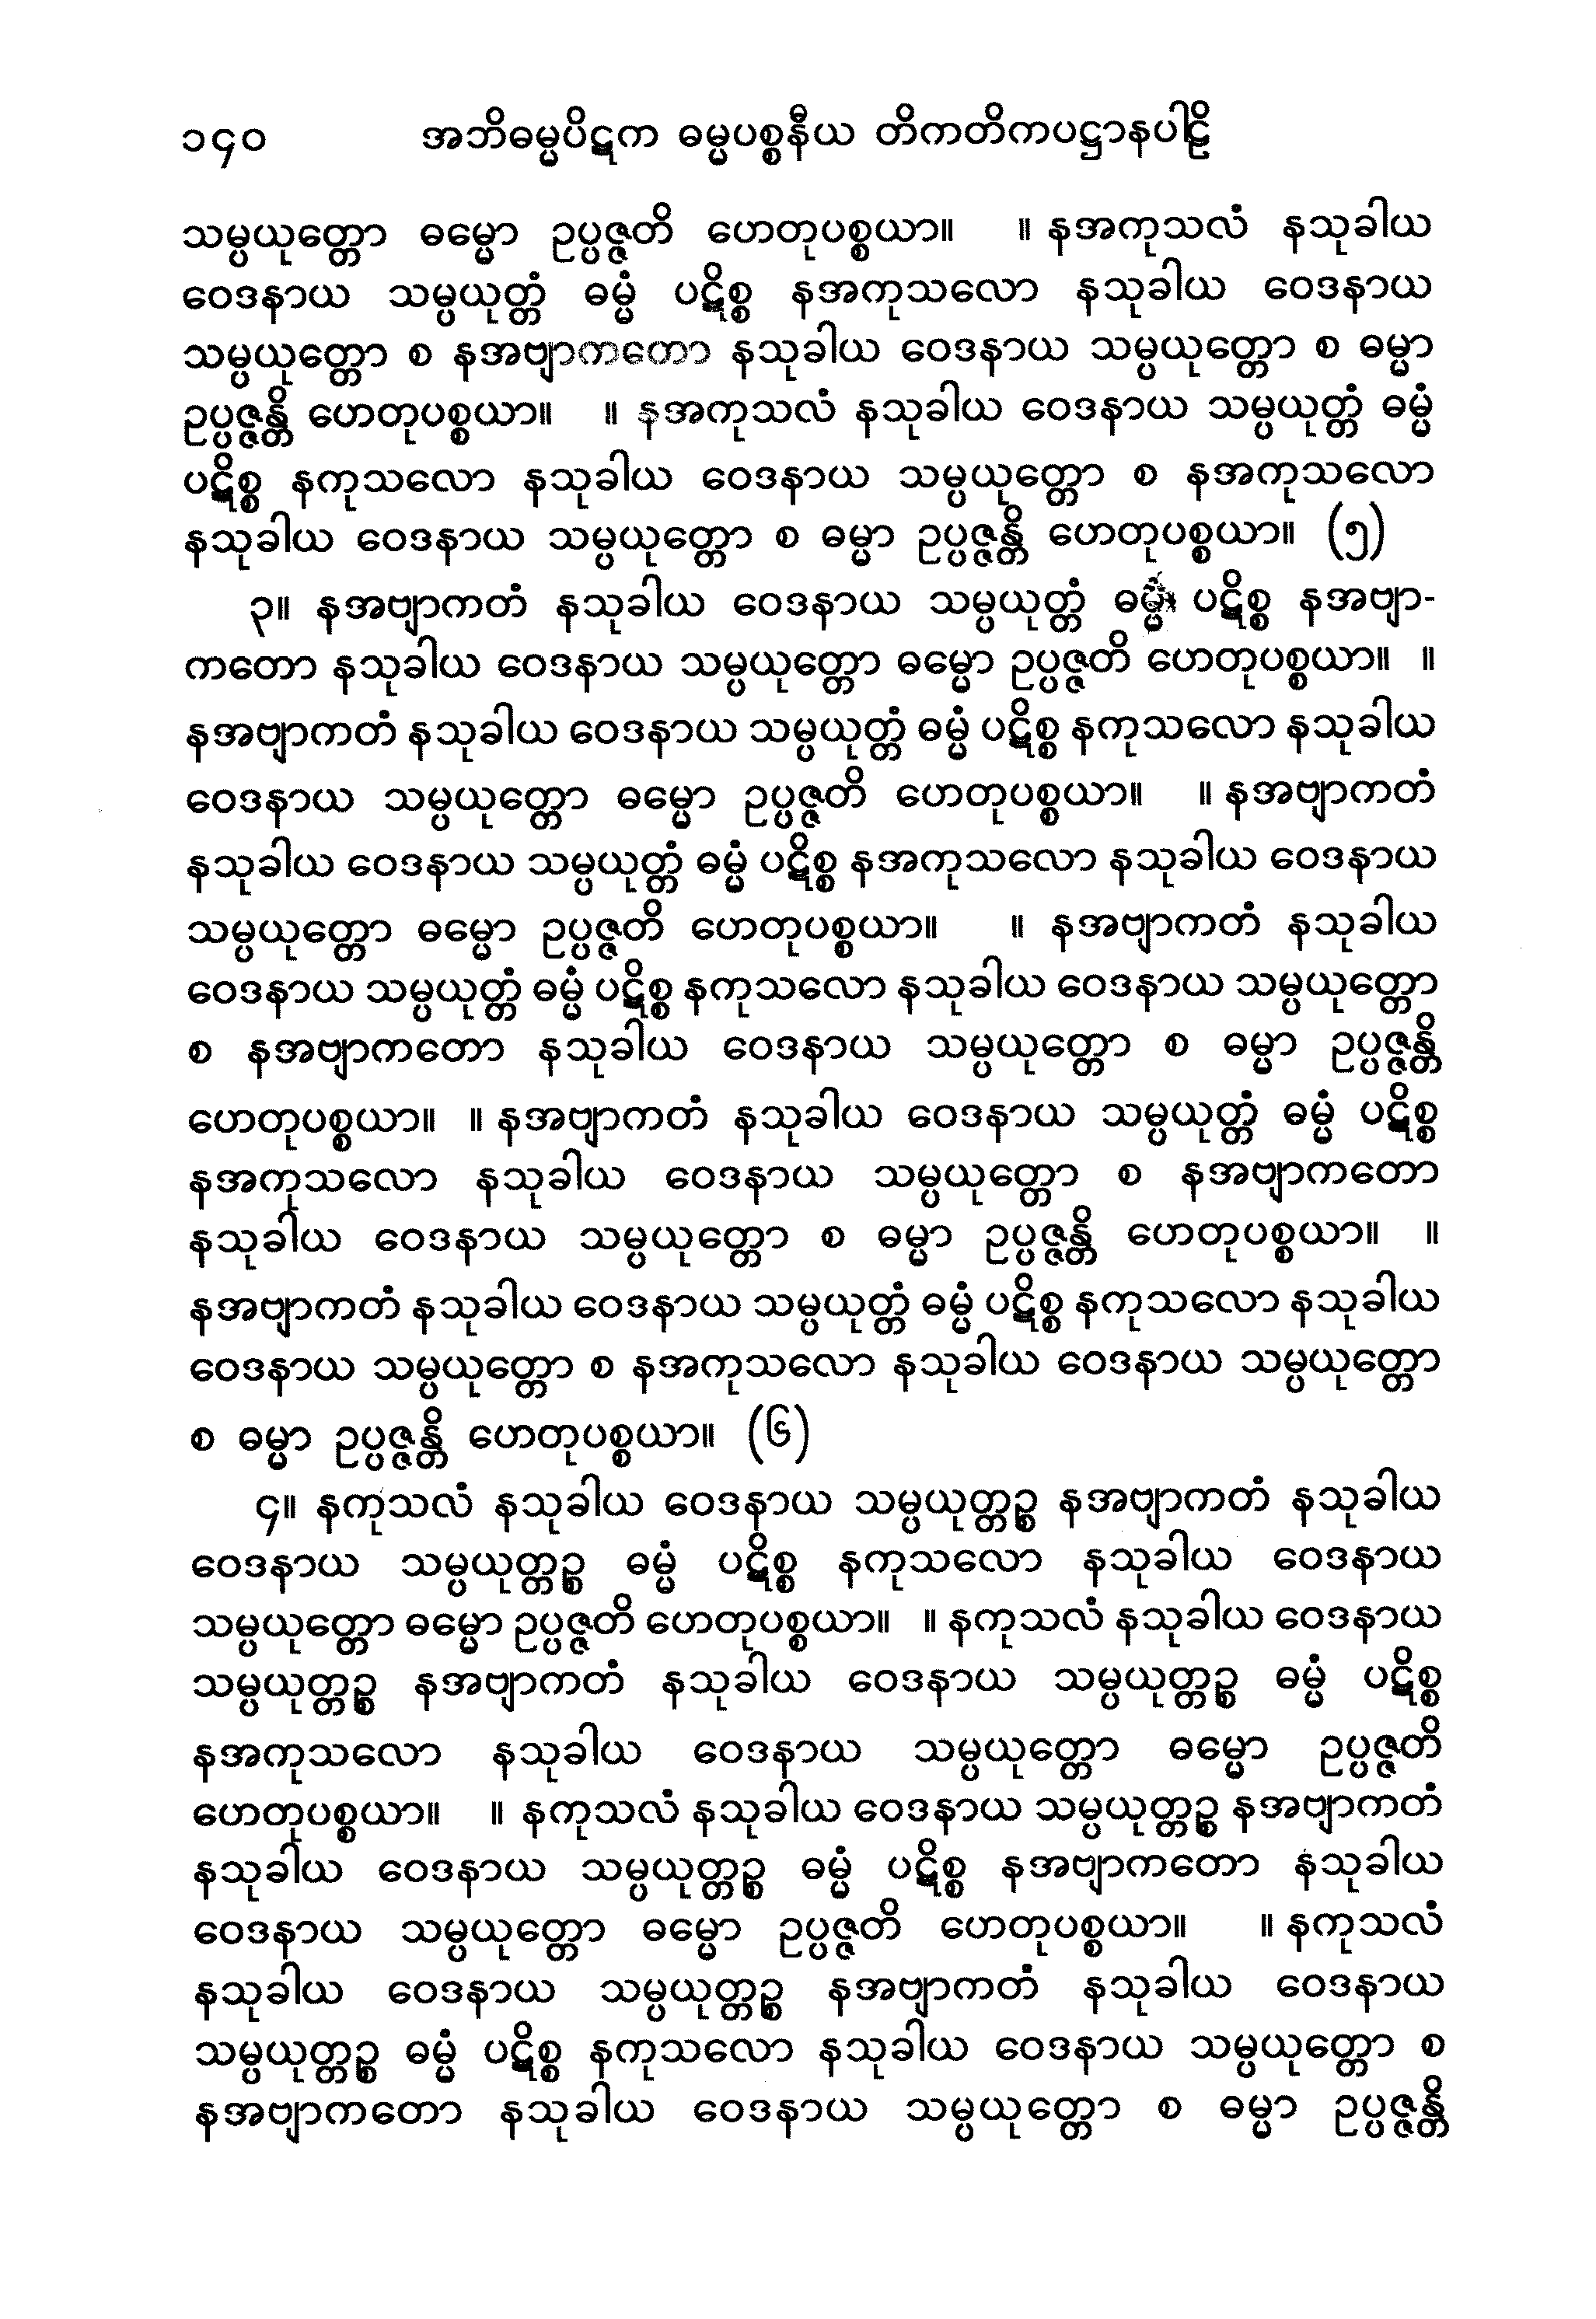 ၁၄၀ အဘိဓမ္မပိဋက ဓမ္မပစ္စနီယ တိကတိကပဋ္ဌာနပါဠိ
သမ္ပယုတ္တော ဓမ္မော ဥပ္ပဇ္ဇတိ ဟေတုပစ္စယာ။ ။ နအကုသလံ နသုခါယ
ဝေဒနာယ သမ္ပယုတ္တံ ဓမ္မံ ပဋိစ္စ နအကုသလော နသုခါယ ဝေဒနာယ
သမ္ပယုတ္တော စ နအဗျာကတော နသုခါယ ဝေဒနာယ သမ္ပယုတ္တော စ ဓမ္မာ
ဥပ္ပဇ္ဇန္တိ ဟေတုပစ္စယာ။ ။ နအကုသလံ နသုခါယ ဝေဒနာယ သမ္ပယုတ္တံ ဓမ္မံ
ပဋိစ္စ နကုသလော နသုခါယ ဝေဒနာယ သမ္ပယုတ္တော စ နအကုသလော
နသုခါယ ဝေဒနာယ သမ္ပယုတ္တော စ ဓမ္မာ ဥပ္ပဇ္ဇန္တိ ဟေတုပစ္စယာ။ (၅)
၃။ နအဗျာကတံ နသုခါယ ဝေဒနာယ သမ္ပယုတ္တံ ဓမ္မံ ပဋိစ္စ နအဗျာ-
ကတော နသုခါယ ဝေဒနာယ သမ္ပယုတ္တော ဓမ္မော ဥပ္ပဇ္ဇတိ ဟေတုပစ္စယာ။ ။
နအဗျာကတံ နသုခါယ ဝေဒနာယ သမ္ပယုတ္တံ ဓမ္မံ ပဋိစ္စ နကုသလော နသုခါယ
ဝေဒနာယ သမ္ပယုတ္တော ဓမ္မော ဥပ္ပဇ္ဇတိ ဟေတုပစ္စယာ။ ။ နအဗျာကတံ
နသုခါယ ဝေဒနာယ သမ္ပယုတ္တံ ဓမ္မံ ပဋိစ္စ နအကုသလော နသုခါယ ဝေဒနာယ
သမ္ပယုတ္တော ဓမ္မော ဥပ္ပဇ္ဇတိ ဟေတုပစ္စယာ။ ။ နအဗျာကတံ နသုခါယ
ဝေဒနာယ သမ္ပယုတ္တံ ဓမ္မံ ပဋိစ္စ နကုသလော နသုခါယ ဝေဒနာယ သမ္ပယုတ္တော
စ နအဗျာကတော နသုခါယ ဝေဒနာယ သမ္ပယုတ္တော စ ဓမ္မာ ဥပ္ပဇ္ဇန္တိ
ဟေတုပစ္စယာ။ ။ နအဗျာကတံ နသုခါယ ဝေဒနာယ သမ္ပယုတ္တံ ဓမ္မံ ပဋိစ္စ
နအကုသလော နသုခါယ ဝေဒနာယ သမ္ပယုတ္တော စ နအဗျာကတော
နသုခါယ ဝေဒနာယ သမ္ပယုတ္တော စ ဓမ္မာ ဥပ္ပဇ္ဇန္တိ ဟေတုပစ္စယာ။ ။
နအဗျာကတံ နသုခါယ ဝေဒနာယ သမ္ပယုတ္တံ ဓမ္မံ ပဋိစ္စ နကုသလော နသုခါယ
ဝေဒနာယ သမ္ပယုတ္တော စ နအကုသလော နသုခါယ ဝေဒနာယ သမ္ပယုတ္တော
စ ဓမ္မာ ဥပ္ပဇ္ဇန္တိ ဟေတုပစ္စယာ။ (၆)
၄။ နကုသလံ နသုခါယ ဝေဒနာယ သမ္ပယုတ္တဉ္စ နအဗျာကတံ နသုခါယ
ဝေဒနာယ သမ္ပယုတ္တဉ္စ ဓမ္မံ ပဋိစ္စ နကုသလော နသုခါယ ဝေဒနာယ
သမ္ပယုတ္တော ဓမ္မော ဥပ္ပဇ္ဇတိ ဟေတုပစ္စယာ။ ။ နကုသလံ နသုခါယ ဝေဒနာယ
သမ္ပယုတ္တဉ္စ နအဗျာကတံ နသုခါယ ဝေဒနာယ သမ္ပယုတ္တဉ္စ ဓမ္မံ ပဋိစ္စ
နအကုသလော နသုခါယ ဝေဒနာယ သမ္ပယုတ္တော ဓမ္မော ဥပ္ပဇ္ဇတိ
ဟေတုပစ္စယာ။ ။ နကုသလံ နသုခါယ ဝေဒနာယ သမ္ပယုတ္တဉ္စ နအဗျာကတံ
နသုခါယ ဝေဒနာယ သမ္ပယုတ္တဉ္စ ဓမ္မံ ပဋိစ္စ နအဗျာကတော နသုခါယ
ဝေဒနာယ သမ္ပယုတ္တော ဓမ္မော ဥပ္ပဇ္ဇတိ ဟေတုပစ္စယာ။ ။ နကုသလံ
နသုခါယ ဝေဒနာယ သမ္ပယုတ္တဉ္စ နအဗျာကတံ နသုခါယ ဝေဒနာယ
သမ္ပယုတ္တဉ္စ ဓမ္မံ ပဋိစ္စ နကုသလော နသုခါယ ဝေဒနာယ သမ္ပယုတ္တော စ
နအဗျာကတော နသုခါယ ဝေဒနာယ သမ္ပယုတ္တော စ ဓမ္မာ ဥပ္ပဇ္ဇန္တိ